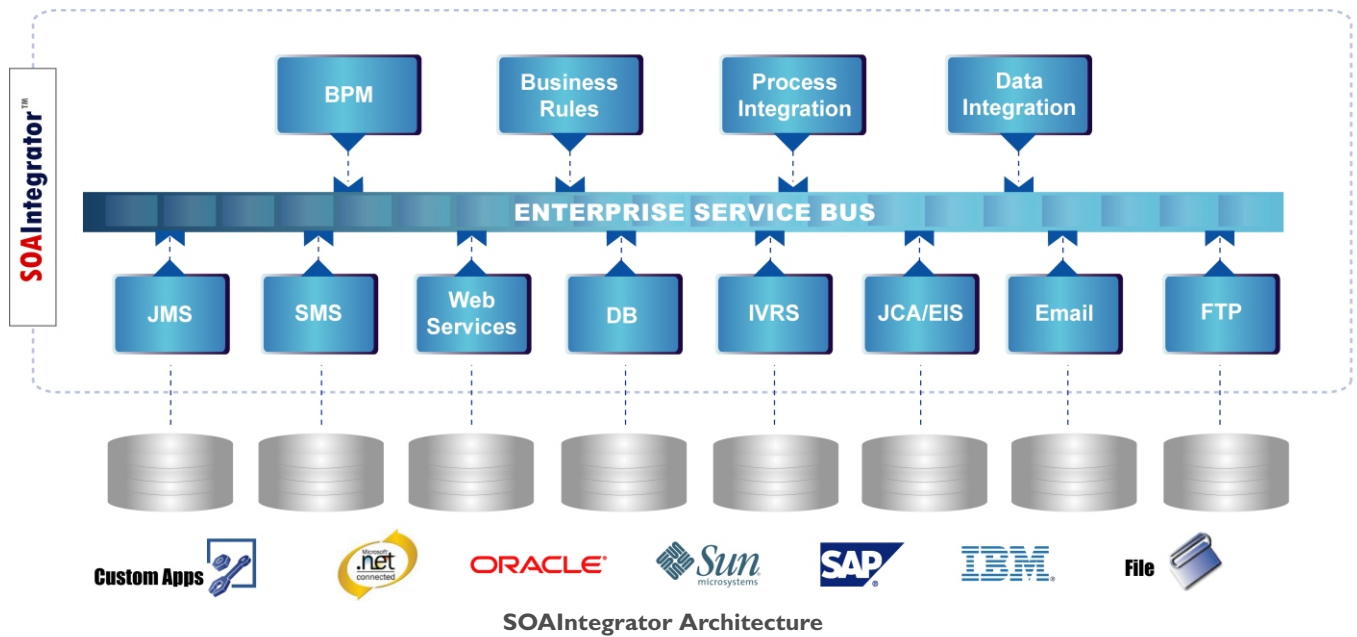 SOAIntegrator™
BPM
Business
Rules
Process
Integration
Data
Integration
ENTERPRISE SERVICE BUS
JMS
SMS
Web
Services
DB
IVRS
JCA/EIS
Email
FTP
Custom Apps
Microsoft
.net
connected
ORACLE®
Sun
microsystems
SAP
®
IBM®
File
SOAIntegrator Architecture